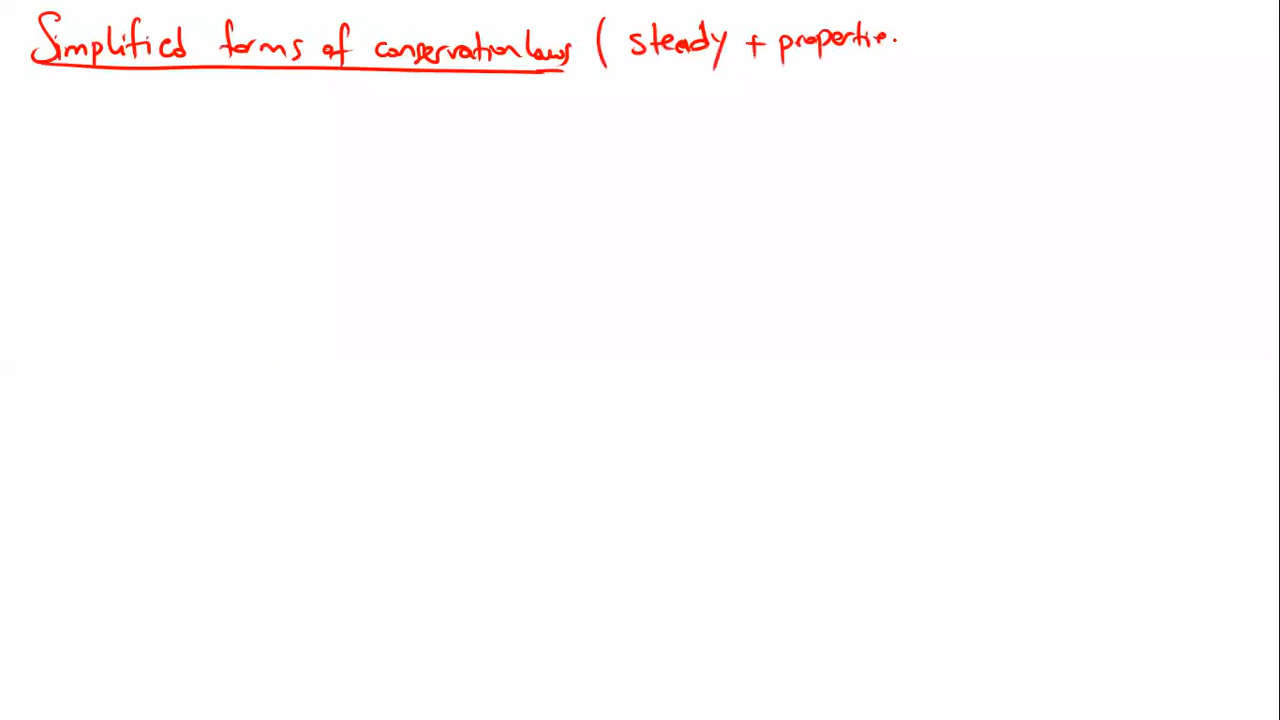 Simplified forms of conservation laws ( steady + propertie